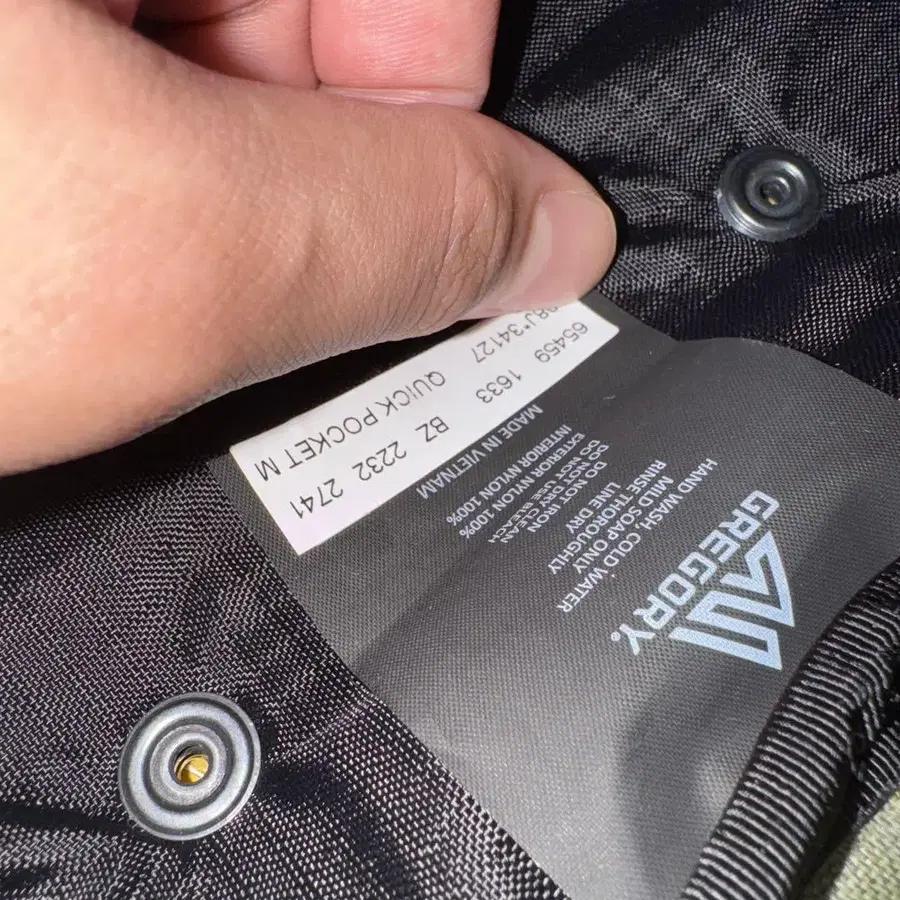 GREGORY®
HAND WASH, COLD WATER
MILD SOAP ONLY
RINSE THOROUGHLY
LINE DRY
DO NOT IRON
DO NOT DRY CLEAN
DO NOT USE BLEACH
EXTERIOR NYLON 100%
INTERIOR NYLON 100%
MADE IN VIETNAM
65459 1633 BZ 2232 2741
34127 QUICK POCKET M